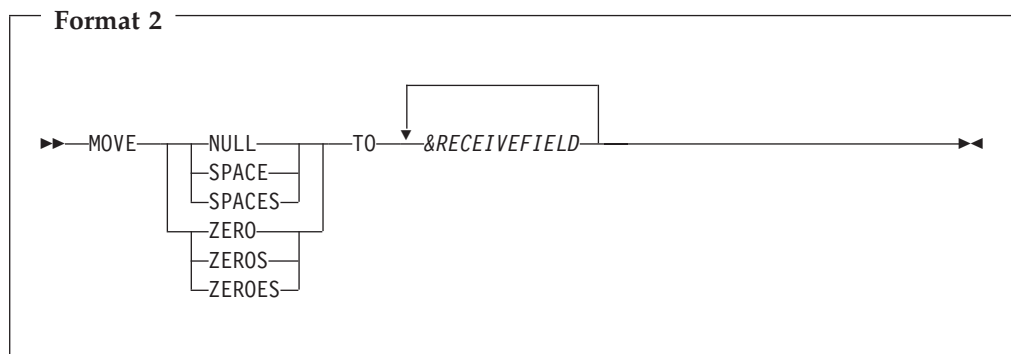 Format 2
MOVE NULL TO &RECEIVEFIELD
SPACE
SPACES
ZERO
ZEROS
ZEROES